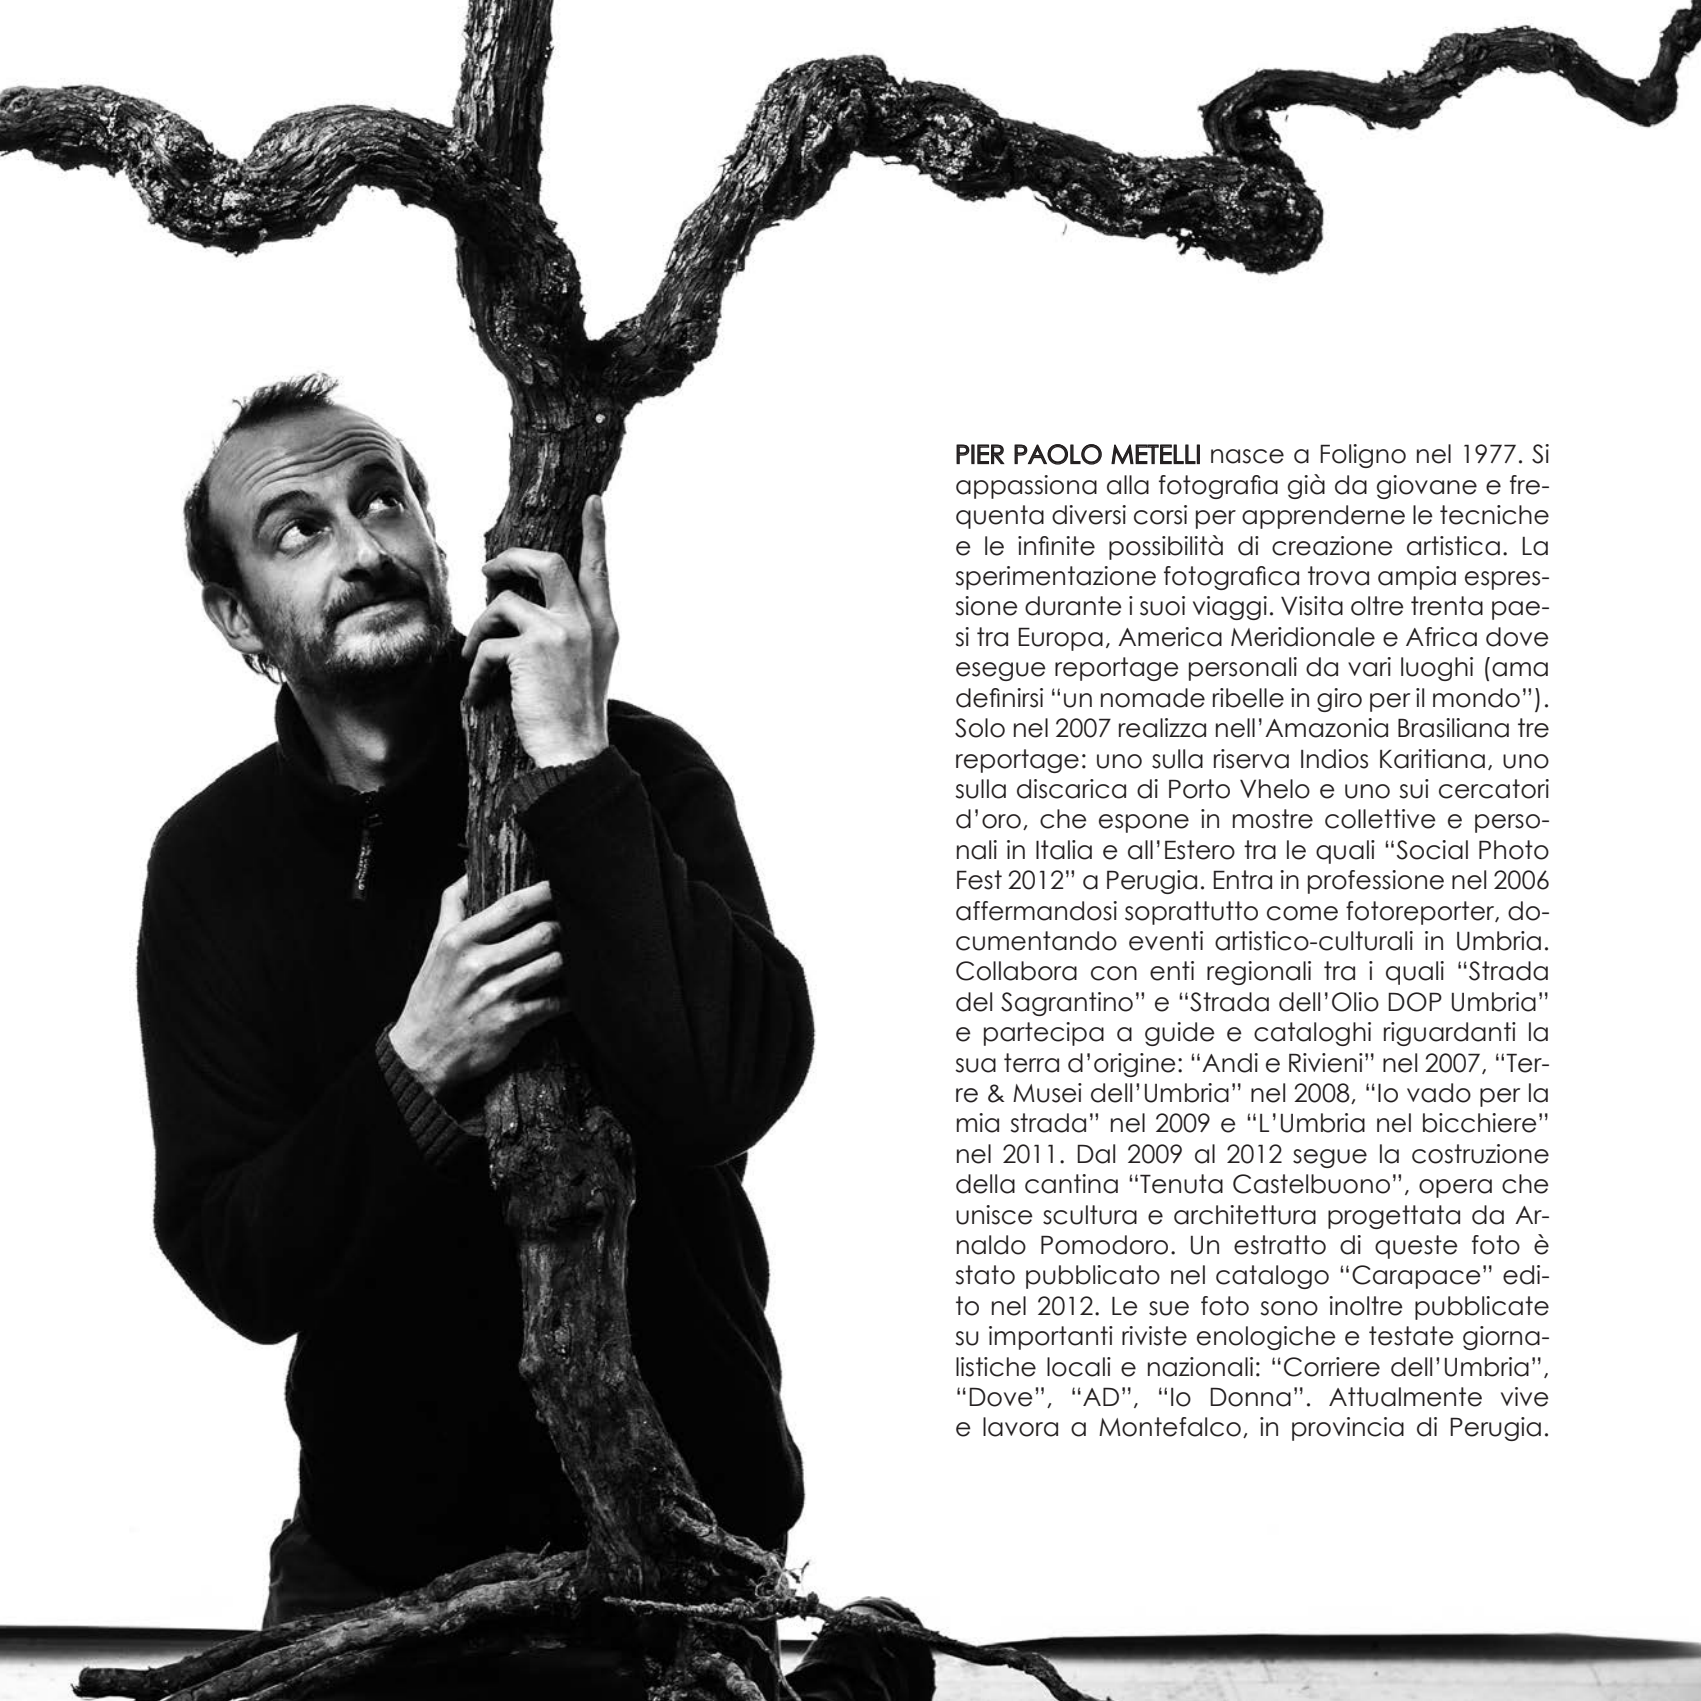 PIER PAOLO METELLI nasce a Foligno nel 1977. Si
appassiona alla fotografia già da giovane e fre-
quenta diversi corsi per apprenderne le tecniche
e le infinite possibilità di creazione artistica. La
sperimentazione fotografica trova ampia espres-
sione durante i suoi viaggi. Visita oltre trenta pae-
si tra Europa, America Meridionale e Africa dove
esegue reportage personali da vari luoghi (ama
definirsi “un nomade ribelle in giro per il mondo”).
Solo nel 2007 realizza nell’Amazonia Brasiliana tre
reportage: uno sulla riserva Indios Karitiana, uno
sulla discarica di Porto Vhelo e uno sui cercatori
d’oro, che espone in mostre collettive e perso-
nali in Italia e all’Estero tra le quali “Social Photo
Fest 2012” a Perugia. Entra in professione nel 2006
affermandosi soprattutto come fotoreporter, do-
cumentando eventi artistico-culturali in Umbria.
Collabora con enti regionali tra i quali “Strada
del Sagrantino” e “Strada dell’Olio DOP Umbria”
e partecipa a guide e cataloghi riguardanti la
sua terra d’origine: “Andi e Rivieni” nel 2007, “Ter-
re & Musei dell’Umbria” nel 2008, “Io vado per la
mia strada” nel 2009 e “L’Umbria nel bicchiere”
nel 2011. Dal 2009 al 2012 segue la costruzione
della cantina “Tenuta Castelbuono”, opera che
unisce scultura e architettura progettata da Ar-
naldo Pomodoro. Un estratto di queste foto è
stato pubblicato nel catalogo “Carapace” edi-
to nel 2012. Le sue foto sono inoltre pubblicate
su importanti riviste enologiche e testate giorna-
listiche locali e nazionali: “Corriere dell’Umbria”,
“Dove”, “AD”, “Io Donna”. Attualmente vive
e lavora a Montefalco, in provincia di Perugia.